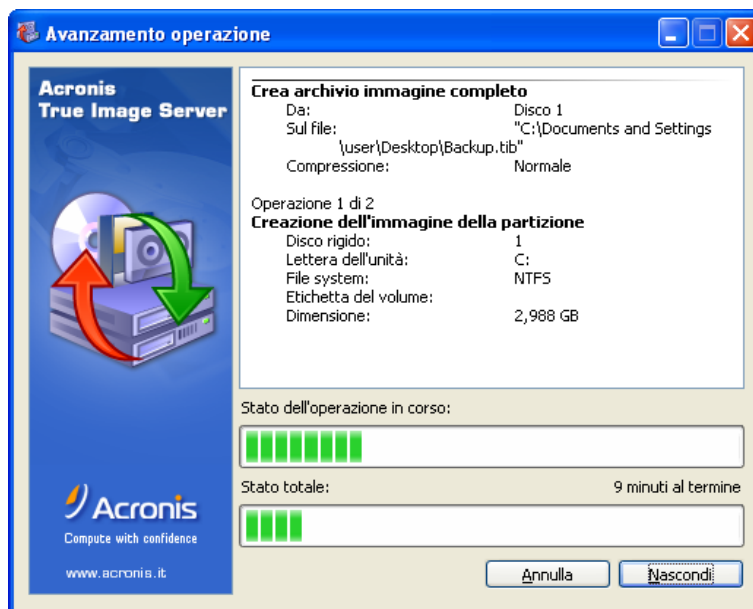 Avanzamento operazione
Acronis
True Image Server
Crea archivio immagine completo
Da: Disco 1
Sul file: "C:\Documents and Settings
\user\Desktop\Backup.tib"
Compressione: Normale
Operazione 1 di 2
Creazione dell'immagine della partizione
Disco rigido: 1
Lettera dell'unità: C:
File system: NTFS
Etichetta del volume:
Dimensione: 2,988 GB
Stato dell'operazione in corso:
Stato totale: 9 minuti al termine
Acronis
Compute with confidence
www.acronis.it
Annulla Nascondi